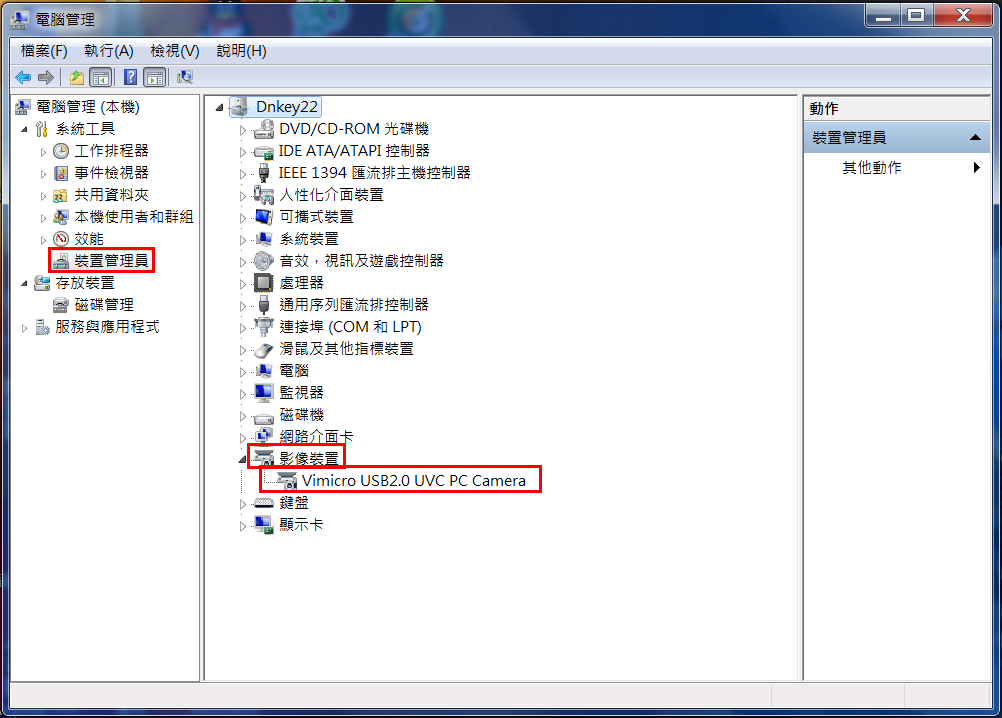 電腦管理
檔案(F) 執行(A) 檢視(V) 說明(H)
電腦管理 (本機)
系統工具
工作排程器
事件檢視器
共用資料夾
本機使用者和群組
效能
裝置管理員
存放裝置
磁碟管理
服務與應用程式
Dnkey22
DVD/CD-ROM 光碟機
IDE ATA/ATAPI 控制器
IEEE 1394 匯流排主機控制器
人性化介面裝置
可攜式裝置
系統裝置
音效，視訊及遊戲控制器
處理器
通用序列匯流排控制器
連接埠 (COM 和 LPT)
滑鼠及其他指標裝置
電腦
監視器
磁碟機
網路介面卡
影像裝置
Vimicro USB2.0 UVC PC Camera
鍵盤
顯示卡
動作
裝置管理員
其他動作